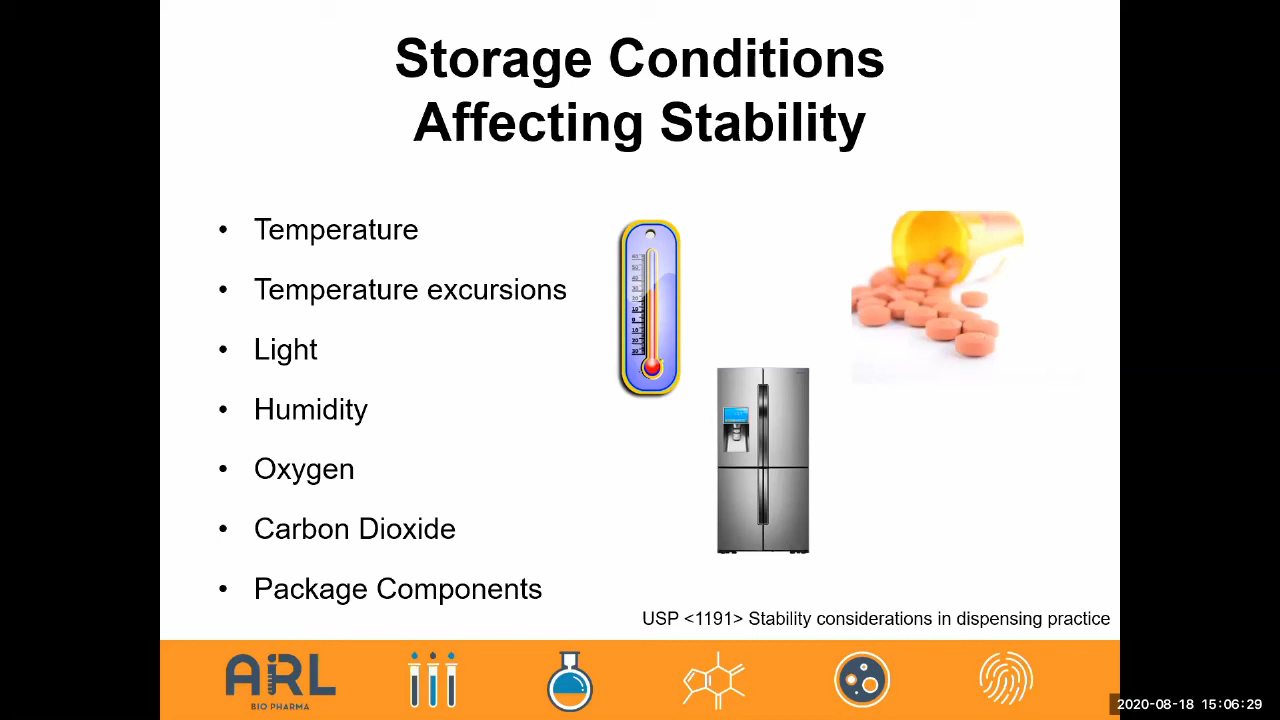 Storage Conditions
Affecting Stability
• Temperature
• Temperature excursions
• Light
• Humidity
• Oxygen
• Carbon Dioxide
• Package Components
USP <1191> Stability considerations in dispensing practice
ARL
BIO PHARMA
2020-08-18 15:06:29